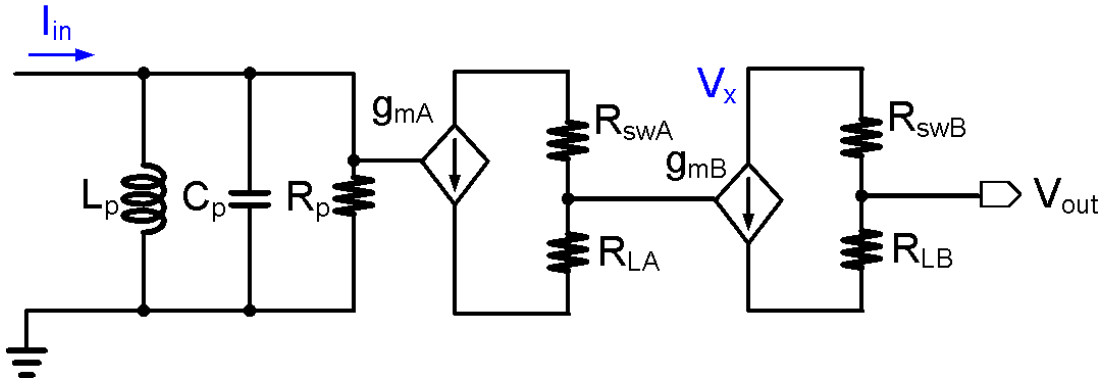 I_in
g_mA
V_x
R_swA
R_swB
g_mB
L_p
C_p
R_p
V_out
R_LA
R_LB